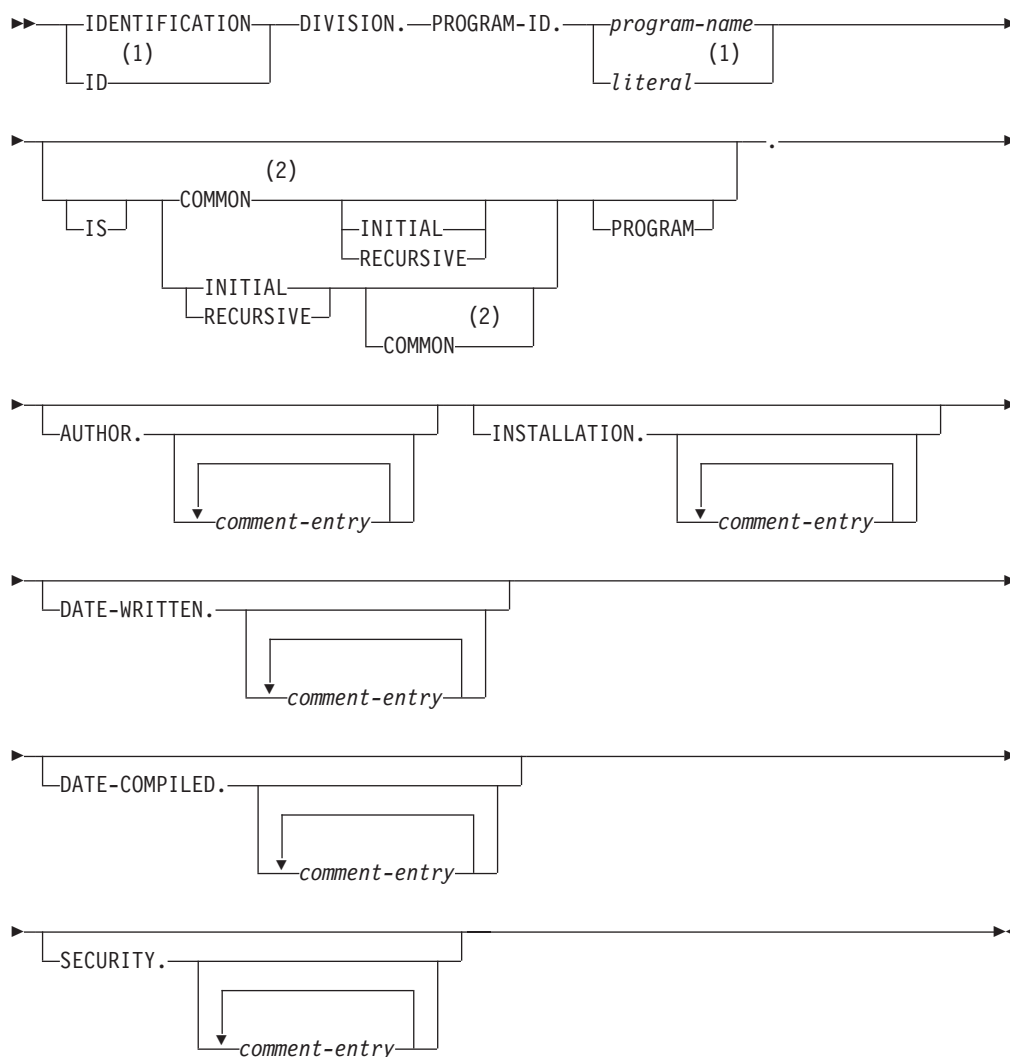 IDENTIFICATION DIVISION. PROGRAM-ID. program-name
(1) (1)
ID literal
.
(2)
COMMON
IS INITIAL PROGRAM
RECURSIVE
INITIAL
RECURSIVE (2)
COMMON
AUTHOR. INSTALLATION.
comment-entry comment-entry
DATE-WRITTEN.
comment-entry
DATE-COMPILED.
comment-entry
SECURITY.
comment-entry